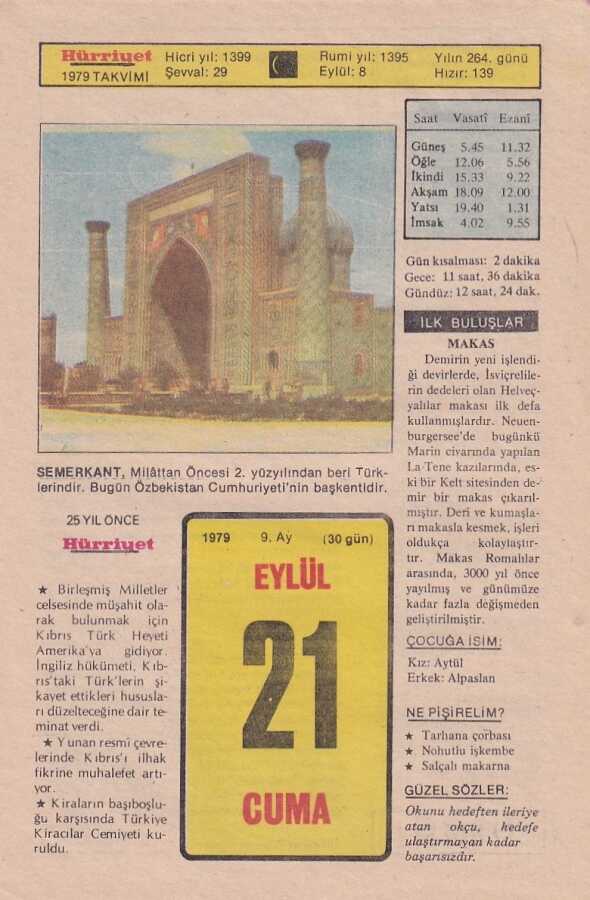 Hürriyet
1979 TAKVİMİ
Hicri yıl: 1399
Şevval: 29
Rumi yıl: 1395
Eylül: 8
Yılın 264. günü
Hızır: 139
Saat Vasatî Ezanî
Güneş 5.45 11.32
Öğle 12.06 5.56
İkindi 15.33 9.22
Akşam 18.09 12.00
Yatsı 19.40 1.31
İmsak 4.02 9.55
Gün kısalması: 2 dakika
Gece: 11 saat, 36 dakika
Gündüz: 12 saat, 24 dak.
SEMERKANT, Milâttan Öncesi 2. yüzyılından beri Türk-
lerindir. Bugün Özbekistan Cumhuriyeti'nin başkentidir.
25 YIL ÖNCE
Hürriyet
★ Birleşmiş Milletler
celsesinde müşahit ola-
rak bulunmak için
Kıbrıs Türk Heyeti
Amerika'ya gidiyor.
İngiliz hükümeti, Kıb-
rıs'taki Türk'lerin şi-
kayet ettikleri hususla-
rı düzelteceğine dair te-
minat verdi.
★ Yunan resmî çevre-
lerinde Kıbrıs'ı ilhak
fikrine muhalefet artı-
yor.
★ Kiraların başıboşlu-
ğu karşısında Türkiye
Kiracılar Cemiyeti ku-
ruldu.
1979 9. Ay (30 gün)
EYLÜL
21
CUMA
İLK BULUŞLAR
MAKAS
Demirin yeni işlendi-
ği devirlerde, İsviçrelile-
rin dedeleri olan Helveç-
yalılar makası ilk defa
kullanmışlardır. Neuen-
burgersee'de bugünkü
Marin civarında yapılan
La-Tene kazılarında, es-
ki bir Kelt sitesinden de-
mir bir makas çıkarıl-
mıştır. Deri ve kumaşla-
rı makasla kesmek, işleri
oldukça kolaylaştır-
tır. Makas Romalılar
arasında, 3000 yıl önce
yayılmış ve günümüze
kadar fazla değişmeden
geliştirilmiştir.
ÇOCUĞA İSİM:
Kız: Aytül
Erkek: Alpaslan
NE PİŞİRELİM?
★ Tarhana çorbası
★ Nohutlu işkembe
★ Salçalı makarna
GÜZEL SÖZLER:
Okunu hedeften ileriye
atan okçu, hedefe
ulaştırmayan kadar
başarısızdır.